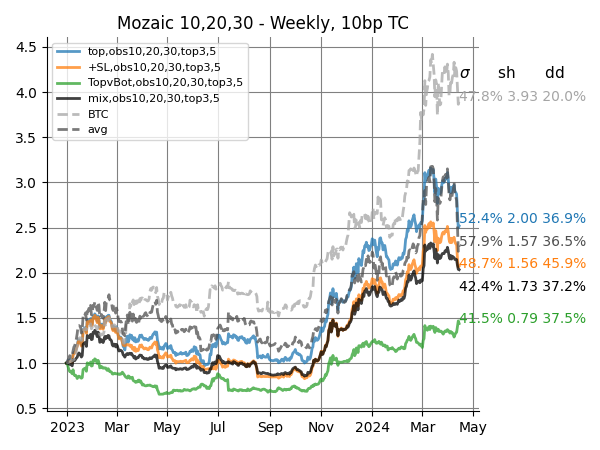 Mozaic 10,20,30 - Weekly, 10bp TC
top,obs10,20,30,top3,5
+SL,obs10,20,30,top3,5
TopvBot,obs10,20,30,top3,5
mix,obs10,20,30,top3,5
BTC
avg
σ sh dd
47.8% 3.93 20.0%
52.4% 2.00 36.9%
57.9% 1.57 36.5%
48.7% 1.56 45.9%
42.4% 1.73 37.2%
41.5% 0.79 37.5%
4.5
4.0
3.5
3.0
2.5
2.0
1.5
1.0
0.5
2023 Mar May Jul Sep Nov 2024 Mar May